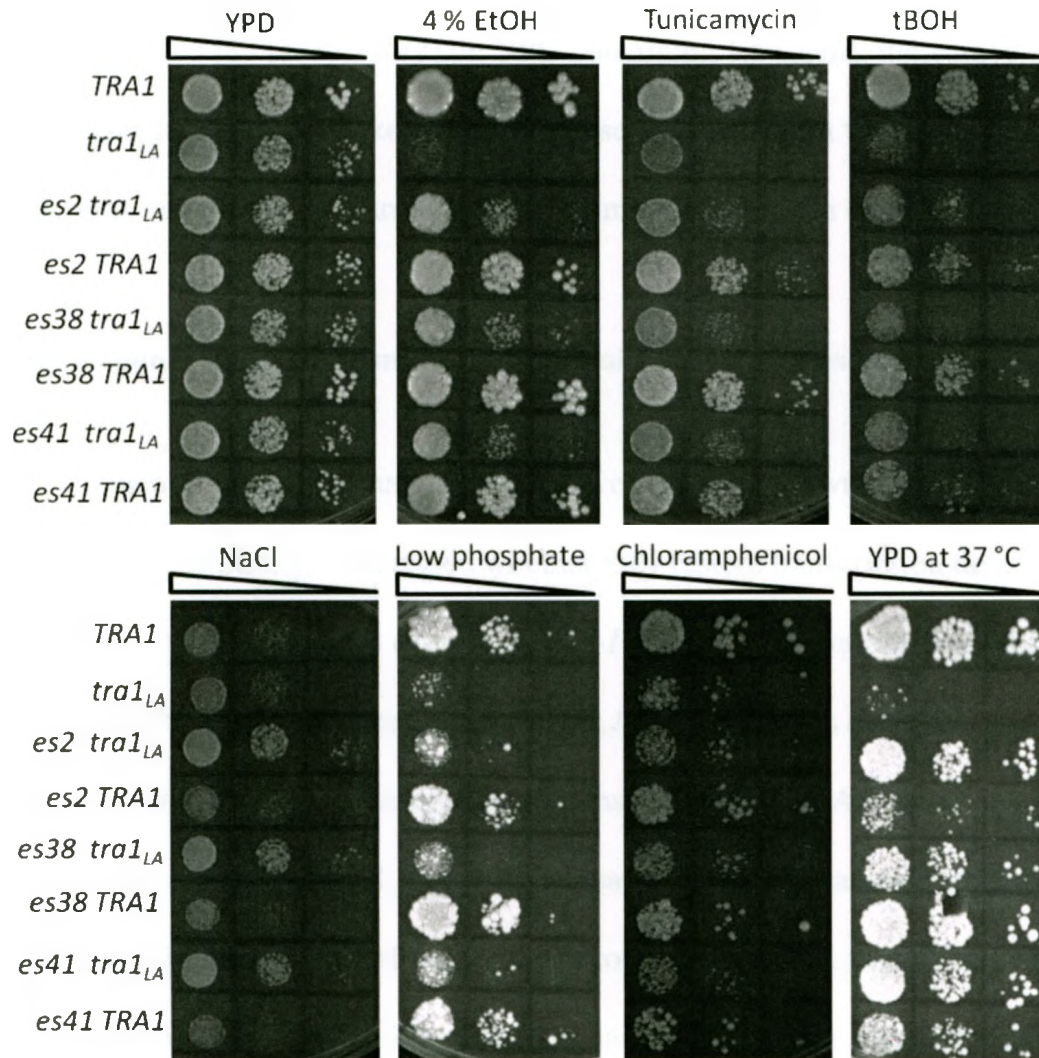 YPD 4 % EtOH Tunicamycin tBOH
TRA1
tra1LA
es2 tra1LA
es2 TRA1
es38 tra1LA
es38 TRA1
es41 tra1LA
es41 TRA1
NaCl Low phosphate Chloramphenicol YPD at 37 °C
TRA1
tra1LA
es2 tra1LA
es2 TRA1
es38 tra1LA
es38 TRA1
es41 tra1LA
es41 TRA1